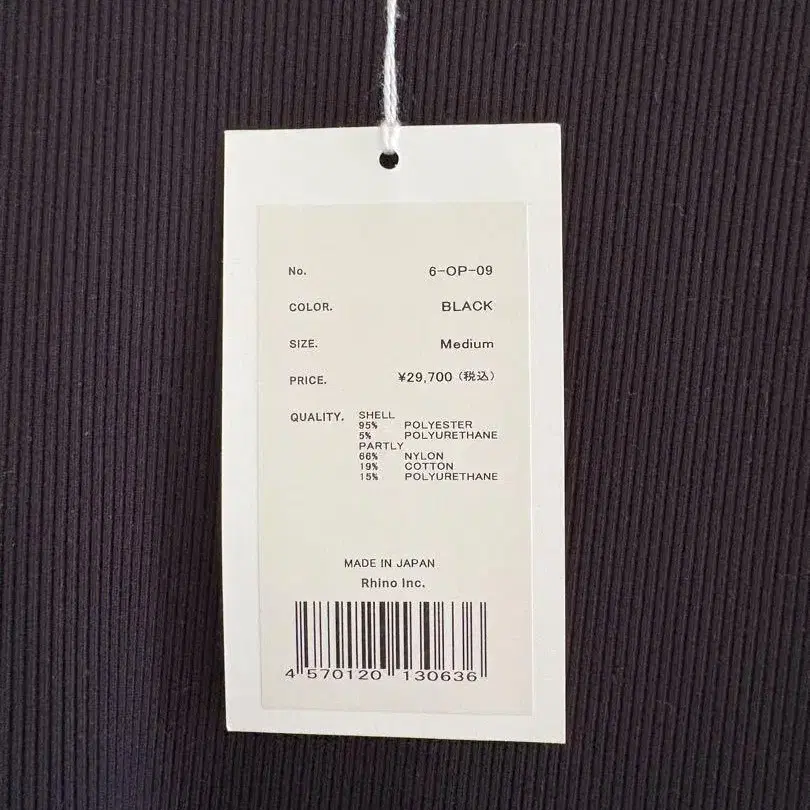 No. 6-OP-09
COLOR. BLACK
SIZE. Medium
PRICE. ¥29,700（税込）
QUALITY. SHELL
95% POLYESTER
5% POLYURETHANE
PARTLY
66% NYLON
19% COTTON
15% POLYURETHANE
MADE IN JAPAN
Rhino Inc.
4 570120 130636